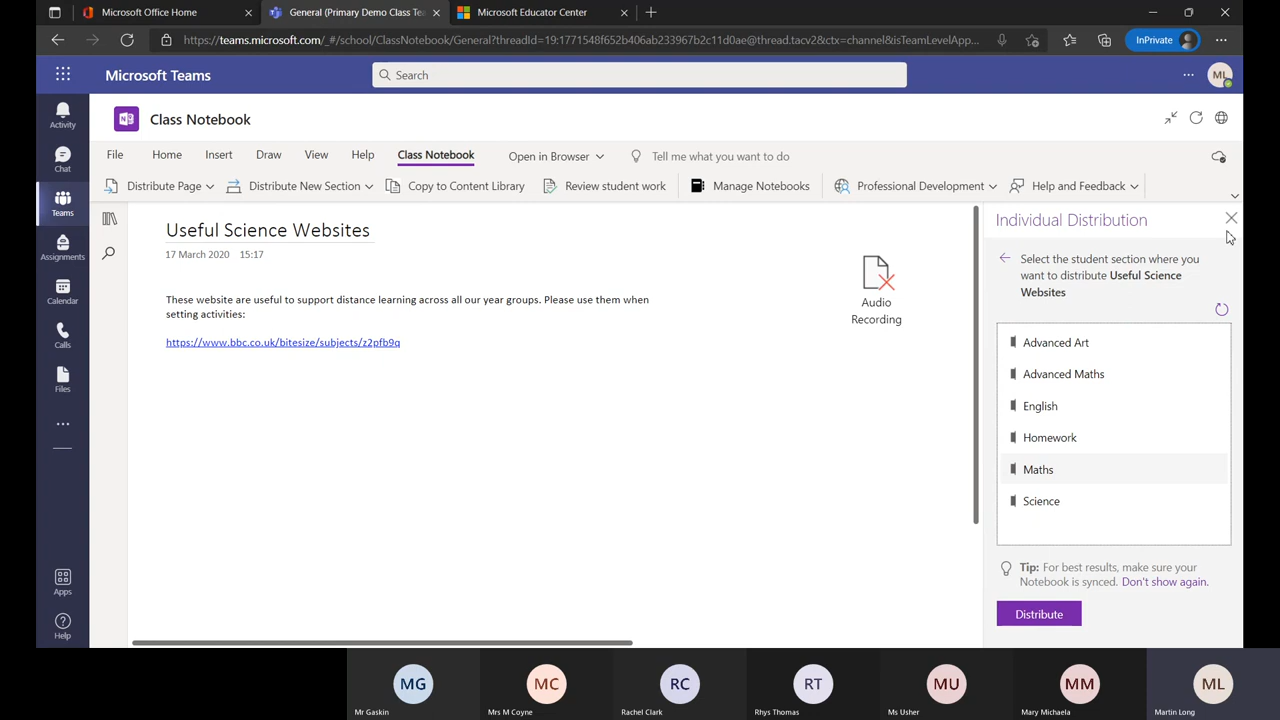 Microsoft Office Home
General (Primary Demo Class Te
Microsoft Educator Center
https://teams.microsoft.com/_#/school/ClassNotebook/General?threadId=19:1771548f652b406ab233967b2c11d0ae@thread.tacv2&ctx=channel&isTeamLevelApp...
InPrivate
Microsoft Teams
Search
ML
Activity
Chat
Teams
Assignments
Calendar
Calls
Files
Apps
Help
Class Notebook
File Home Insert Draw View Help Class Notebook Open in Browser Tell me what you want to do
Distribute Page Distribute New Section Copy to Content Library Review student work Manage Notebooks Professional Development Help and Feedback
Useful Science Websites
17 March 2020 15:17
These website are useful to support distance learning across all our year groups. Please use them when
setting activities:
https://www.bbc.co.uk/bitesize/subjects/z2pfb9q
Audio
Recording
Individual Distribution
Select the student section where you
want to distribute Useful Science
Websites
Advanced Art
Advanced Maths
English
Homework
Maths
Science
Tip: For best results, make sure your
Notebook is synced. Don't show again.
Distribute
MG
Mr Gaskin
MC
Mrs M Coyne
RC
Rachel Clark
RT
Rhys Thomas
MU
Ms Usher
MM
Mary Michaela
ML
Martin Long